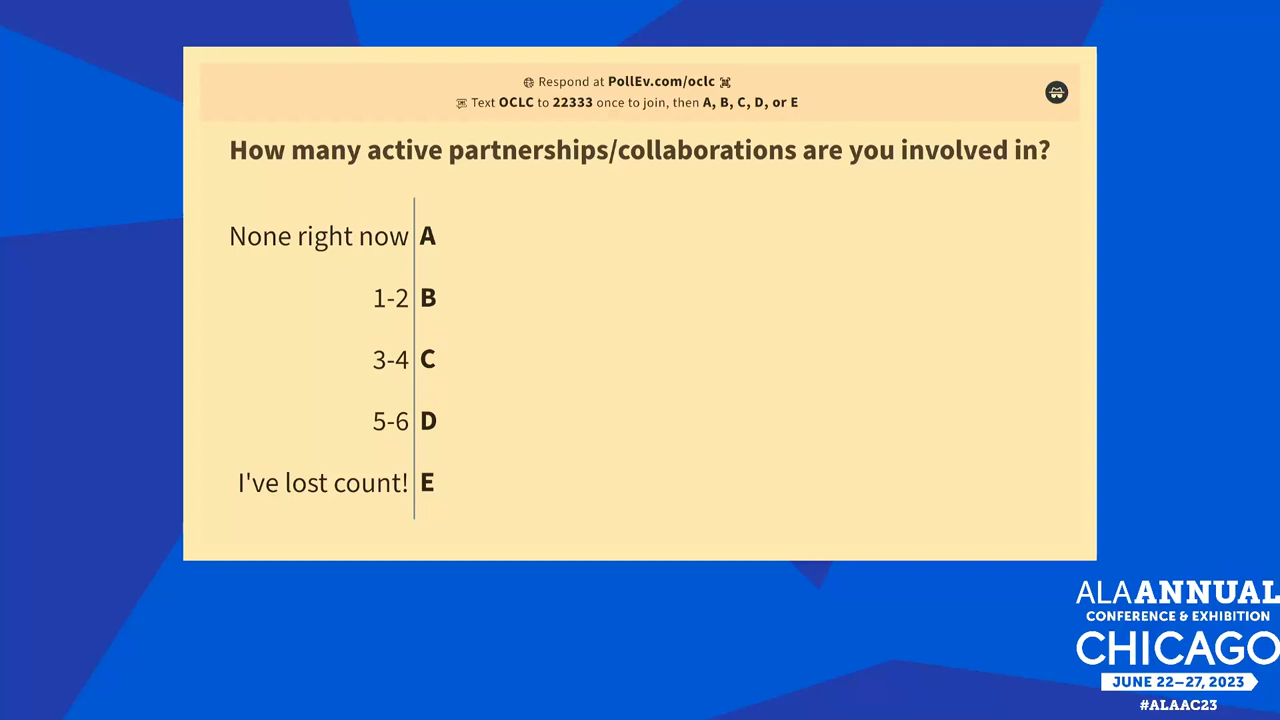 Respond at PollEv.com/oclc
Text OCLC to 22333 once to join, then A, B, C, D, or E
How many active partnerships/collaborations are you involved in?
None right now A
1-2 B
3-4 C
5-6 D
I've lost count! E
ALA ANNUAL
CONFERENCE & EXHIBITION
CHICAGO
JUNE 22–27, 2023
#ALAAC23